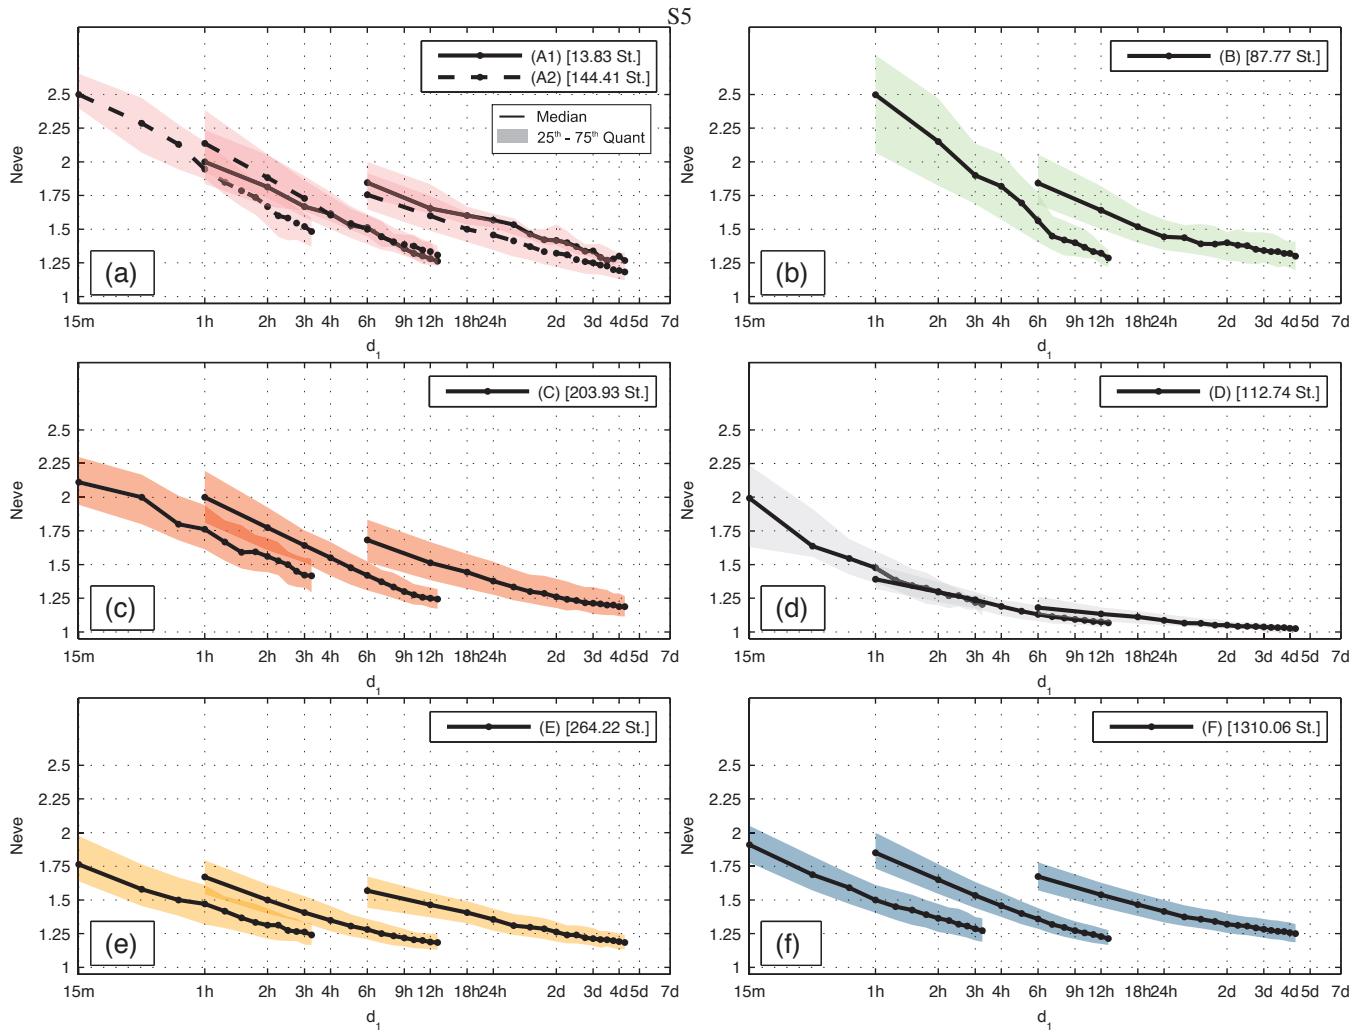 S5
(A1) [13.83 St.]
(A2) [144.41 St.]
Median
25th - 75th Quant
2.5
2.25
2
1.75
1.5
1.25
1
Neve
(a)
15m 1h 2h 3h 4h 6h 9h 12h 18h 24h 2d 3d 4d 7d
d1
(B) [87.77 St.]
2.5
2.25
2
1.75
1.5
1.25
1
Neve
(b)
15m 1h 2h 3h 4h 6h 9h 12h 18h 24h 2d 3d 4d 7d
d1
(C) [203.93 St.]
2.5
2.25
2
1.75
1.5
1.25
1
Neve
(c)
15m 1h 2h 3h 4h 6h 9h 12h 18h 24h 2d 3d 4d 7d
d1
(D) [112.74 St.]
2.5
2.25
2
1.75
1.5
1.25
1
Neve
(d)
15m 1h 2h 3h 4h 6h 9h 12h 18h 24h 2d 3d 4d 7d
d1
(E) [264.22 St.]
2.5
2.25
2
1.75
1.5
1.25
1
Neve
(e)
15m 1h 2h 3h 4h 6h 9h 12h 18h 24h 2d 3d 4d 7d
d1
(F) [1310.06 St.]
2.5
2.25
2
1.75
1.5
1.25
1
Neve
(f)
15m 1h 2h 3h 4h 6h 9h 12h 18h 24h 2d 3d 4d 7d
d1